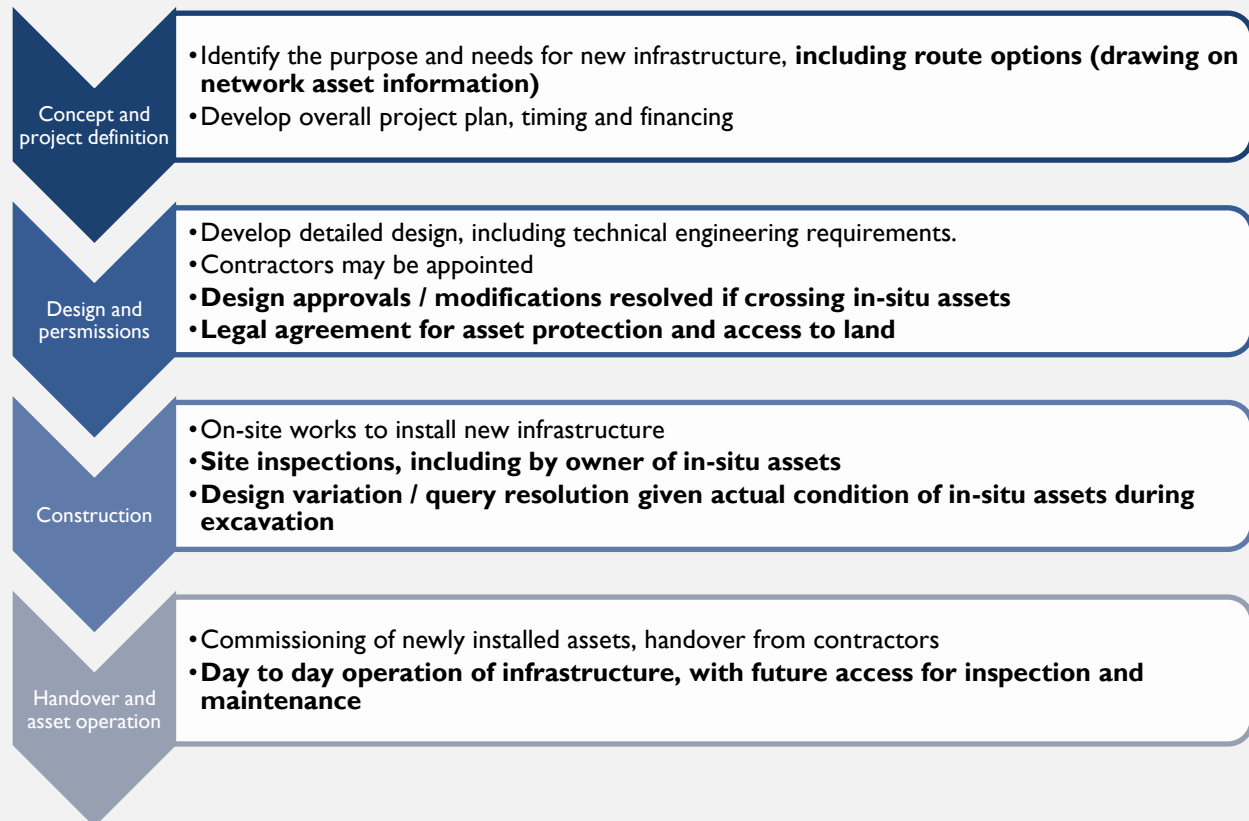 Concept and
project definition
•Identify the purpose and needs for new infrastructure, including route options (drawing on
network asset information)
•Develop overall project plan, timing and financing
Design and
persmissions
•Develop detailed design, including technical engineering requirements.
•Contractors may be appointed
•Design approvals / modifications resolved if crossing in-situ assets
•Legal agreement for asset protection and access to land
Construction
•On-site works to install new infrastructure
•Site inspections, including by owner of in-situ assets
•Design variation / query resolution given actual condition of in-situ assets during
excavation
Handover and
asset operation
•Commissioning of newly installed assets, handover from contractors
•Day to day operation of infrastructure, with future access for inspection and
maintenance